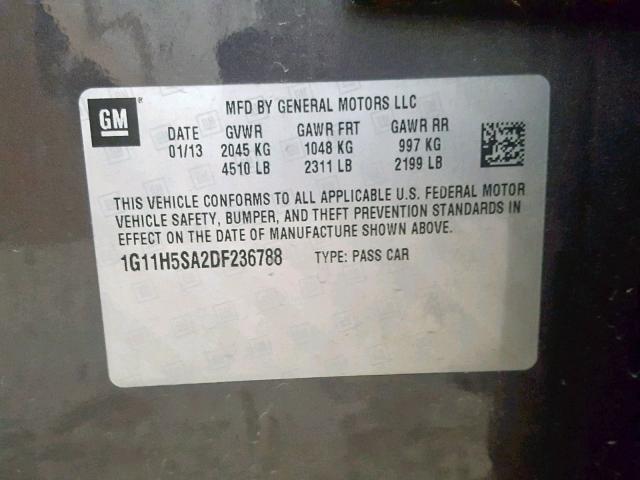 GM®
MFD BY GENERAL MOTORS LLC
DATE GVWR GAWR FRT GAWR RR
01/13 2045 KG 1048 KG 997 KG
4510 LB 2311 LB 2199 LB
THIS VEHICLE CONFORMS TO ALL APPLICABLE U.S. FEDERAL MOTOR
VEHICLE SAFETY, BUMPER, AND THEFT PREVENTION STANDARDS IN
EFFECT ON THE DATE OF MANUFACTURE SHOWN ABOVE.
1G11H5SA2DF236788 TYPE: PASS CAR